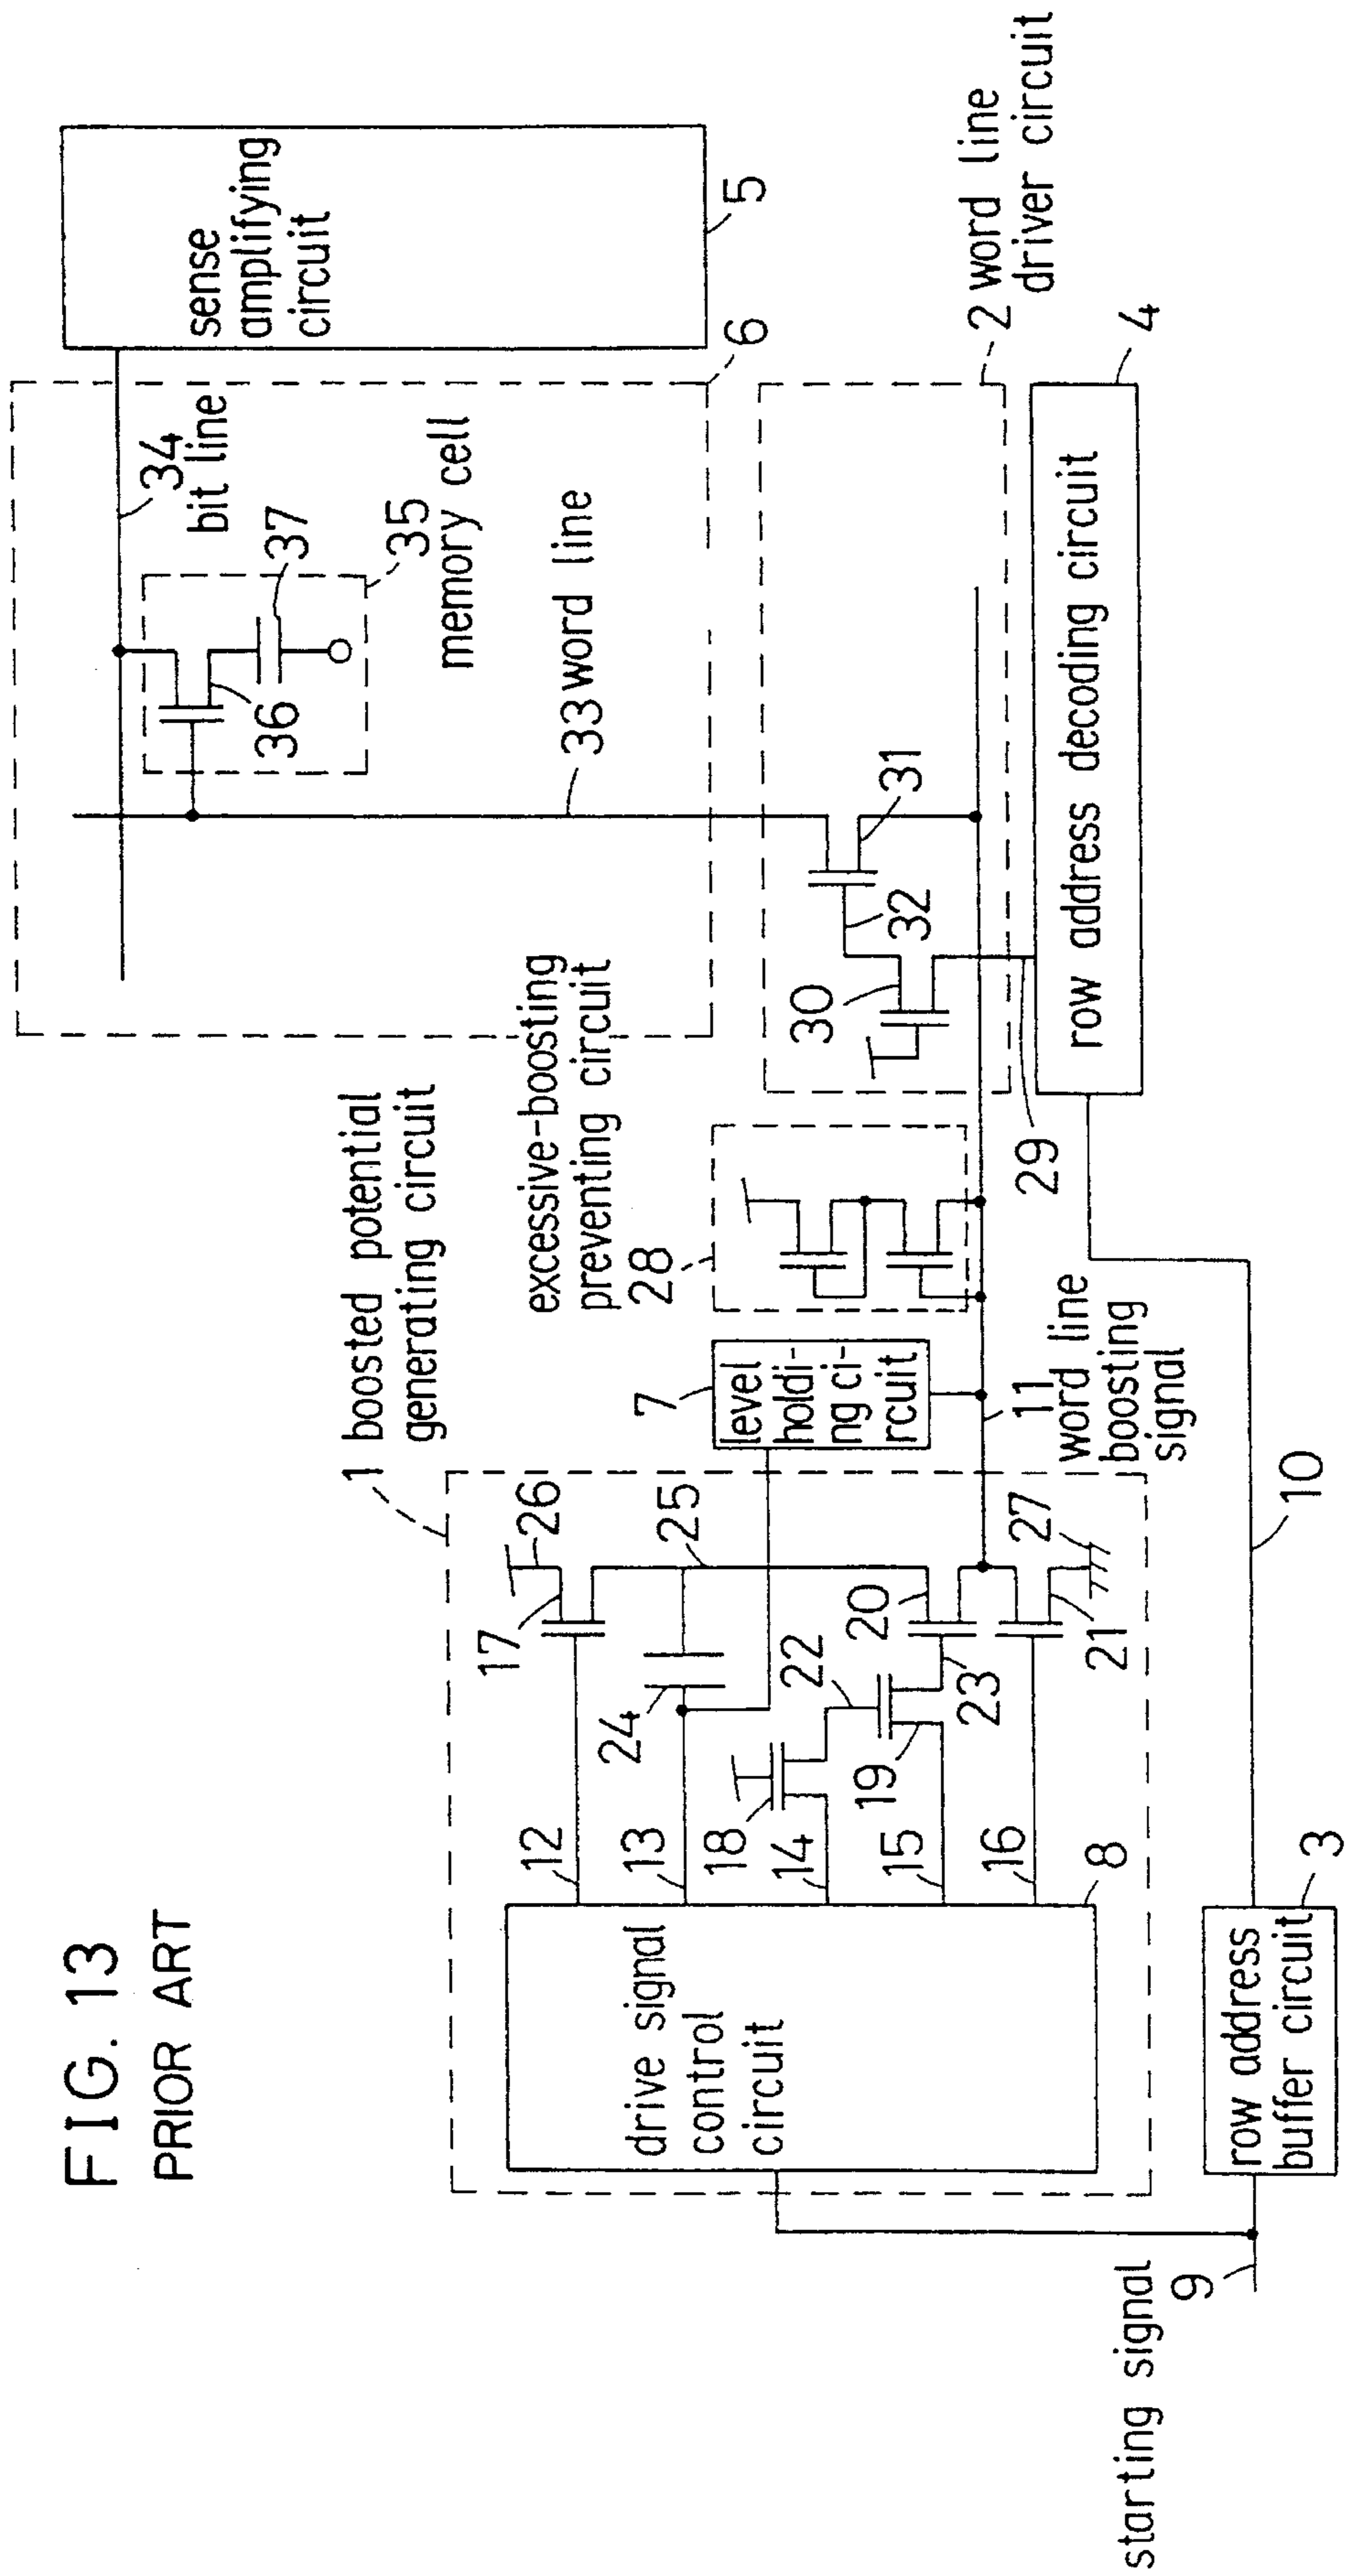 FIG. 13
PRIOR ART
1 boosted potential
generating circuit
excessive-boosting
preventing circuit
28
sense
amplifying
circuit
5
6
34
bit line
37
36
35
memory cell
33 word line
2 word line
driver circuit
31
32
30
29
row address decoding circuit
4
7
level
holdi-
ng ci-
rcuit
11
word line
boosting
signal
10
26
17
25
24
22
20
23
19
18
21
27
12
13
14
15
16
8
drive signal
control
circuit
row address
buffer circuit
3
starting signal
9